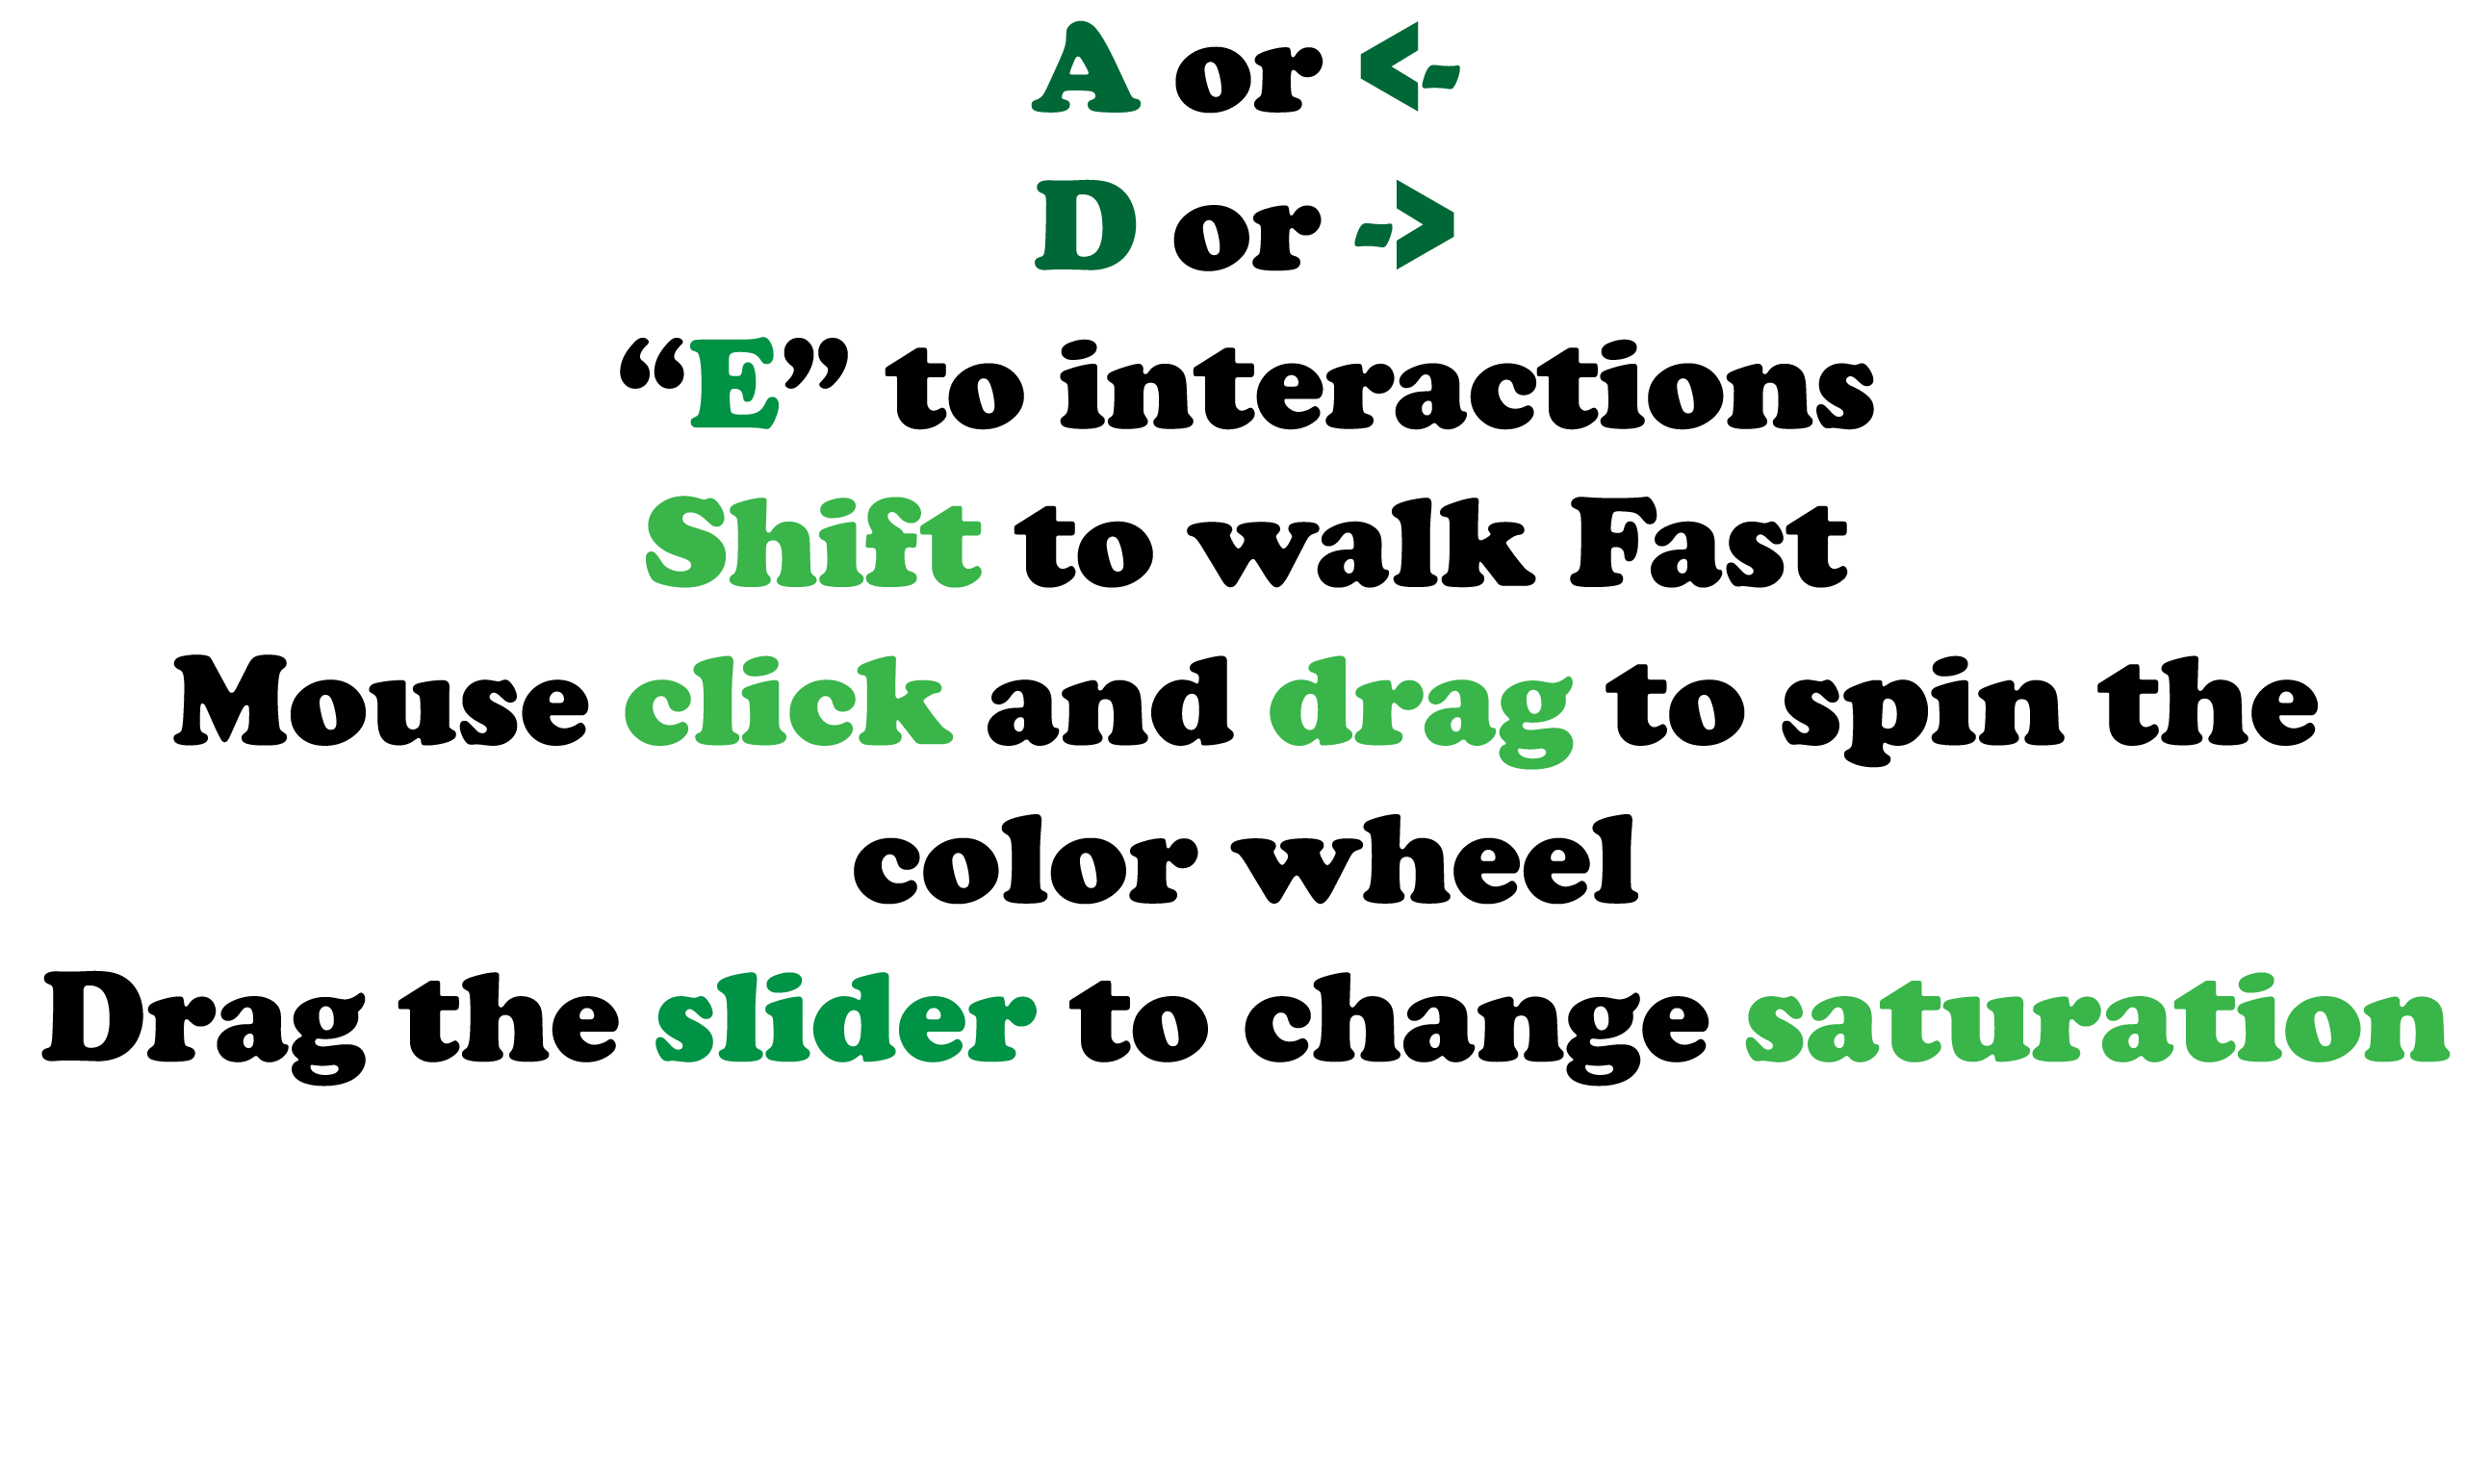 A or <-
D or ->
“E” to interactions
Shift to walk Fast
Mouse click and drag to spin the
color wheel
Drag the slider to change saturation